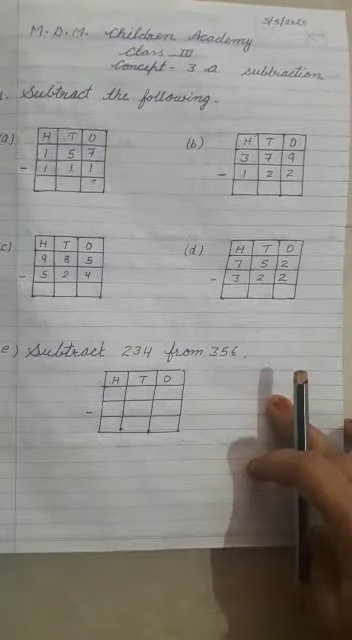 5/5/2020
M. D. M. Children Academy
Class - III
Concept - 3 a subtraction
Subtract the following.
(a)
H T O
1 5 7
- 1 1 1
(b)
H T O
3 7 9
- 1 2 2
c)
H T O
9 8 5
- 5 2 4
(d)
H T O
7 5 2
- 3 2 2
e) Subtract 234 from 356.
H T O
-